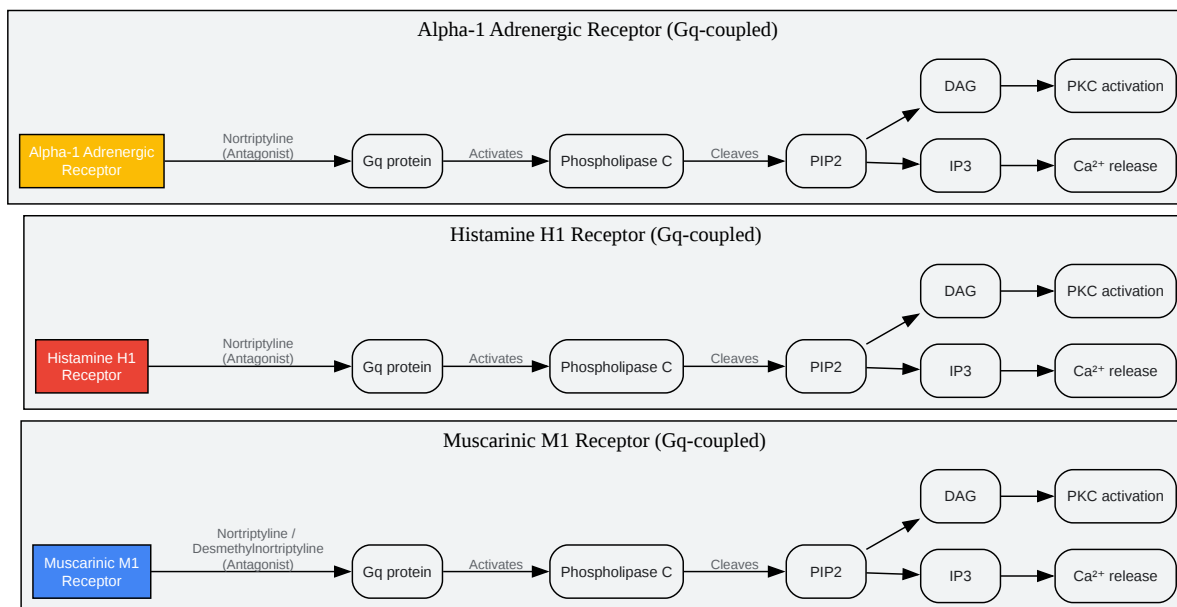 Alpha-1 Adrenergic Receptor (Gq-coupled)
DAG
PKC activation
Alpha-1 Adrenergic
Receptor
Nortriptyline
(Antagonist)
Gq protein
Activates
Phospholipase C
Cleaves
PIP2
IP3
Ca²⁺ release
Histamine H1 Receptor (Gq-coupled)
DAG
PKC activation
Histamine H1
Receptor
Nortriptyline
(Antagonist)
Gq protein
Activates
Phospholipase C
Cleaves
PIP2
IP3
Ca²⁺ release
Muscarinic M1 Receptor (Gq-coupled)
DAG
PKC activation
Muscarinic M1
Receptor
Nortriptyline /
Desmethylnortriptyline
(Antagonist)
Gq protein
Activates
Phospholipase C
Cleaves
PIP2
IP3
Ca²⁺ release